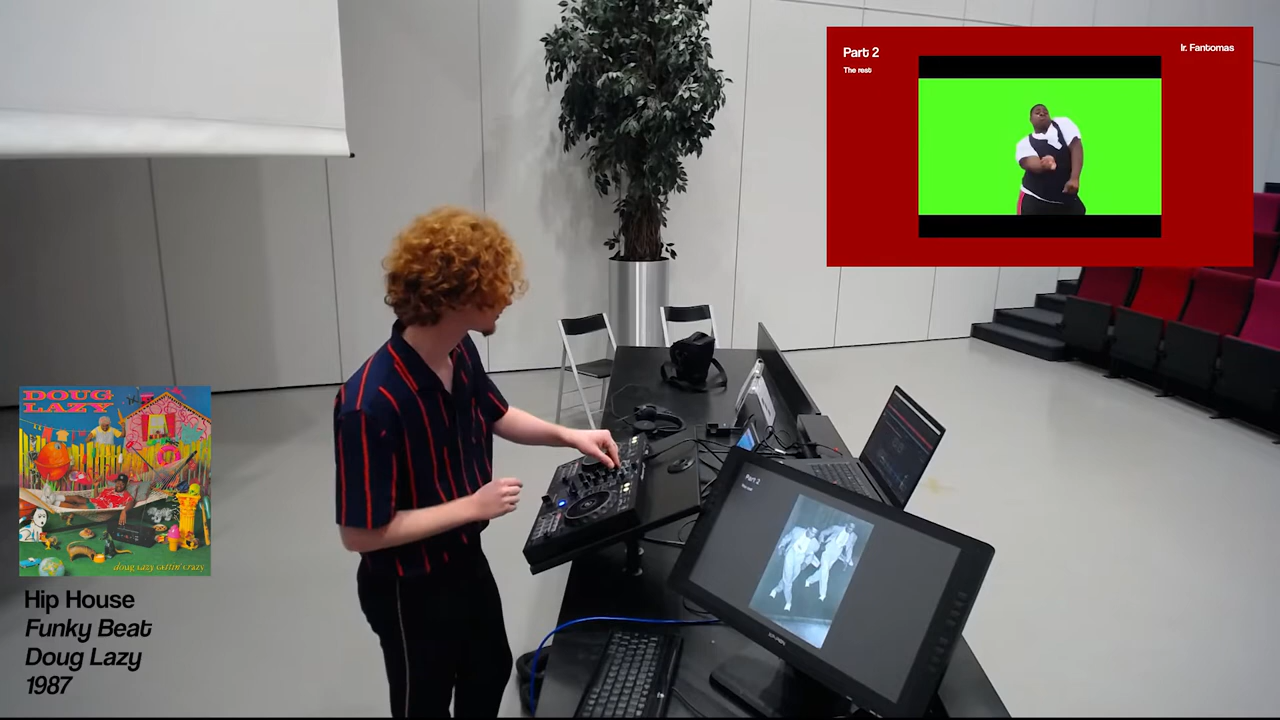 Part 2
The rest
Ir. Fantomas
DOUG
LAZY
doug lazy gettin' crazy
Hip House
Funky Beat
Doug Lazy
1987
Part 2